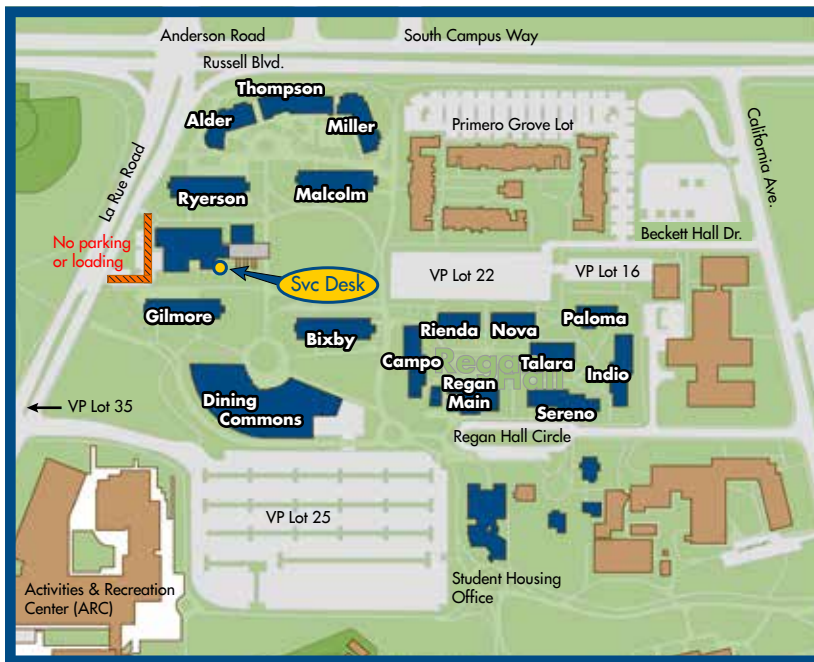 Anderson Road
South Campus Way
Russell Blvd.
Thompson
Alder
Miller
Primero Grove Lot
California Ave.
La Rue Road
Ryerson
Malcolm
No parking
or loading
Beckett Hall Dr.
Svc Desk
VP Lot 22
VP Lot 16
Gilmore
Bixby
Rienda
Nova
Paloma
Campo
Regan
Hall
Talara
Indio
Regan
Main
Sereno
Dining
Commons
VP Lot 35
Regan Hall Circle
VP Lot 25
Student Housing
Office
Activities & Recreation
Center (ARC)